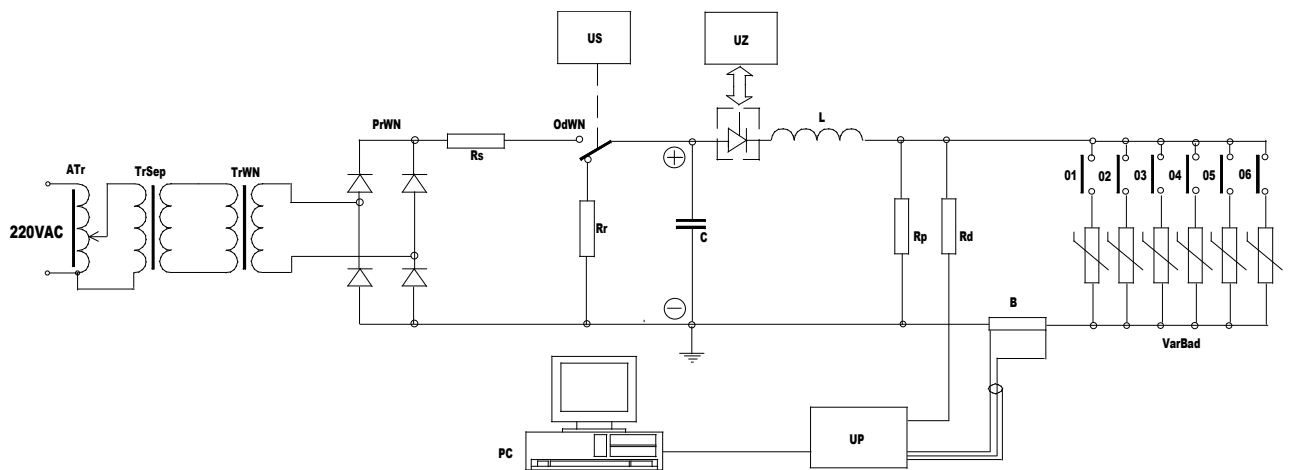 US
UZ
PrWN
OdWN
L
Rs
ATr
TrSep
TrWN
01
02
03
04
05
06
220VAC
+
Rr
C
Rp
Rd
−
B
VarBad
PC
UP